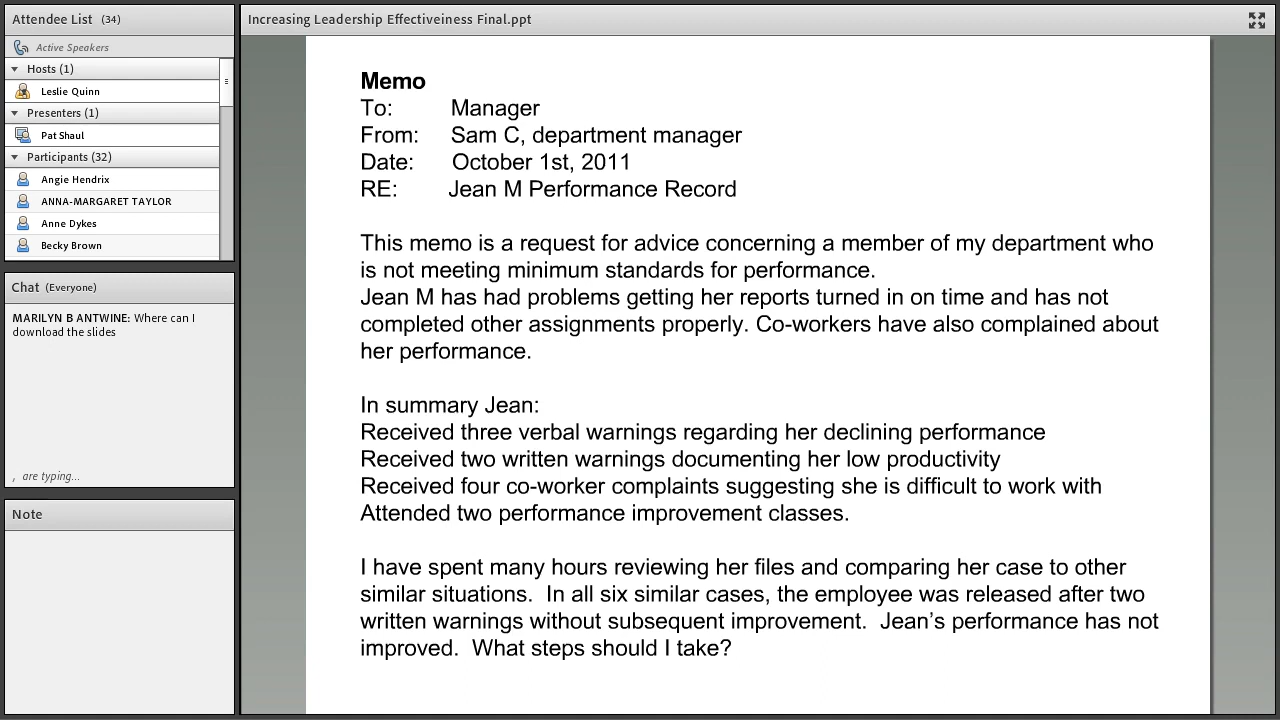 Attendee List (34)
Active Speakers
Hosts (1)
Leslie Quinn
Presenters (1)
Pat Shaul
Participants (32)
Angie Hendrix
ANNA-MARGARET TAYLOR
Anne Dykes
Becky Brown
Chat (Everyone)
MARILYN B ANTWINE: Where can I
download the slides
, are typing...
Note
Increasing Leadership Effectiveiness Final.ppt
Memo
To: Manager
From: Sam C, department manager
Date: October 1st, 2011
RE: Jean M Performance Record
This memo is a request for advice concerning a member of my department who
is not meeting minimum standards for performance.
Jean M has had problems getting her reports turned in on time and has not
completed other assignments properly. Co-workers have also complained about
her performance.
In summary Jean:
Received three verbal warnings regarding her declining performance
Received two written warnings documenting her low productivity
Received four co-worker complaints suggesting she is difficult to work with
Attended two performance improvement classes.
I have spent many hours reviewing her files and comparing her case to other
similar situations.  In all six similar cases, the employee was released after two
written warnings without subsequent improvement.  Jean’s performance has not
improved.  What steps should I take?